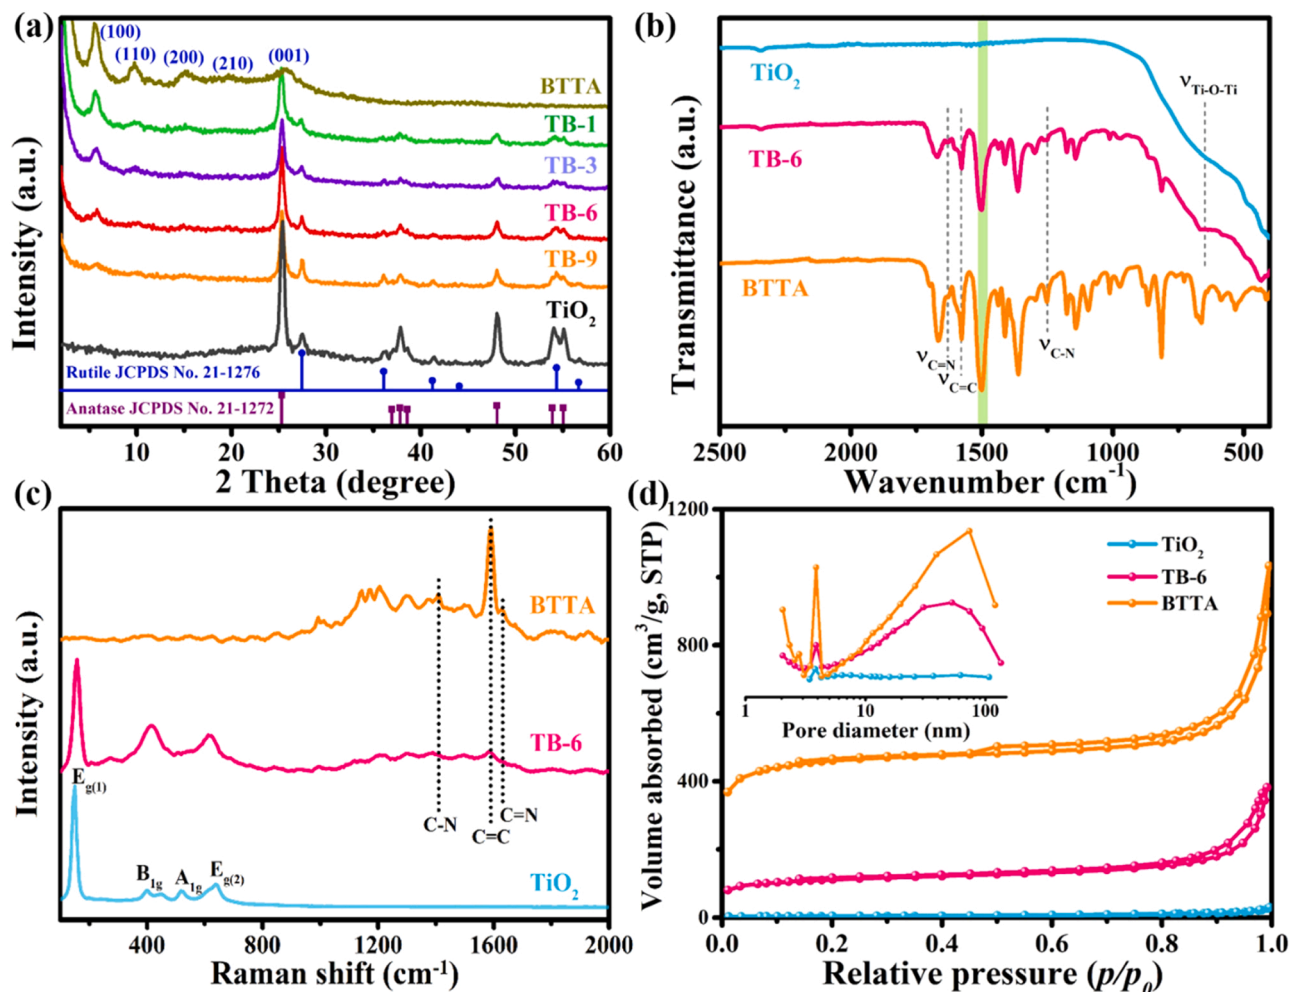 (a)
(100)
(110)
(200)
(210)
(001)
BTTA
TB-1
TB-3
TB-6
TB-9
TiO2
Rutile JCPDS No. 21-1276
Anatase JCPDS No. 21-1272
Intensity (a.u.)
10 20 30 40 50 60
2 Theta (degree)
(b)
TiO2
νTi-O-Ti
TB-6
BTTA
νC=N
νC=C
νC-N
Transmittance (a.u.)
2500 2000 1500 1000 500
Wavenumber (cm-1)
(c)
BTTA
TB-6
Eg(1)
C-N
C=C
C=N
B1g
A1g
Eg(2)
TiO2
Intensity (a.u.)
400 800 1200 1600 2000
Raman shift (cm-1)
(d)
1200
800
400
0
Volume absorbed (cm3/g, STP)
TiO2
TB-6
BTTA
1 10 100
Pore diameter (nm)
0.0 0.2 0.4 0.6 0.8 1.0
Relative pressure (p/p0)